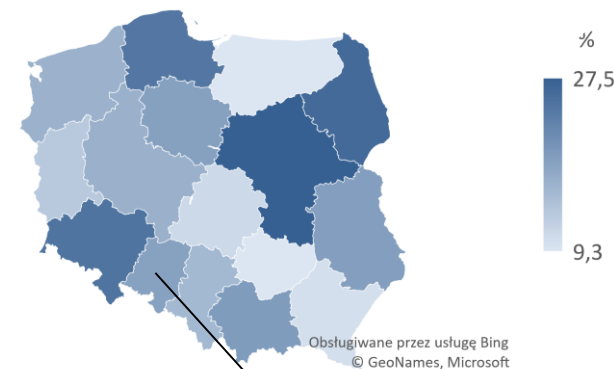 %
27,5
9,3
Obsługiwane przez usługę Bing
© GeoNames, Microsoft